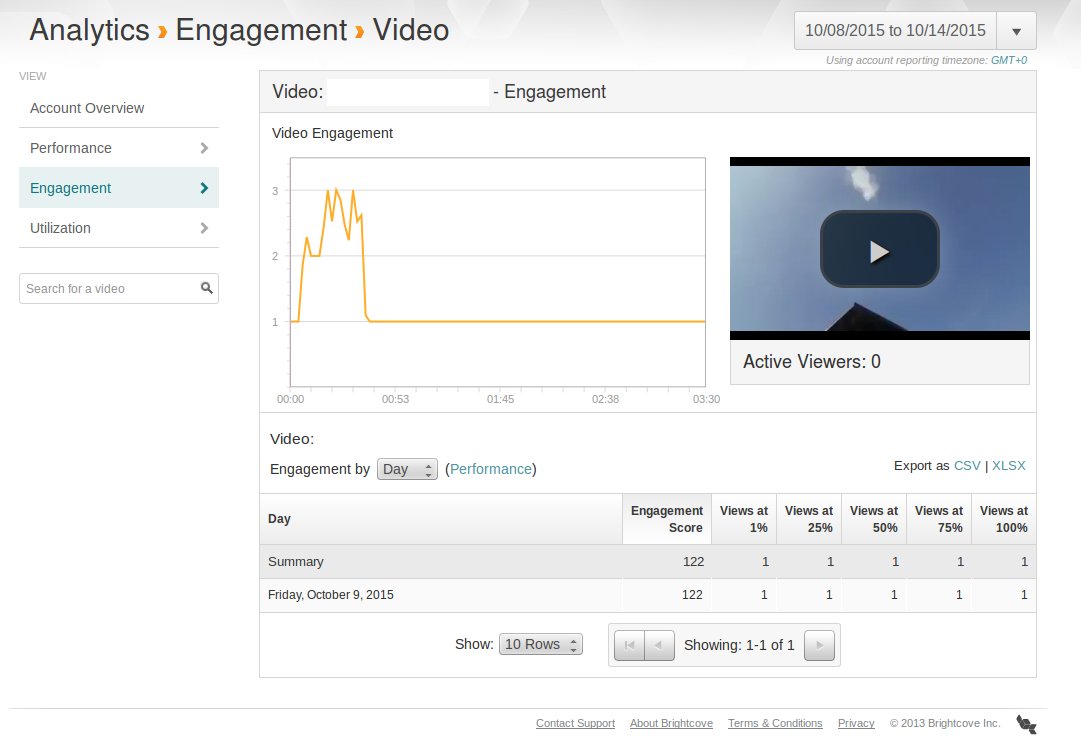 Analytics › Engagement › Video
10/08/2015 to 10/14/2015
Using account reporting timezone: GMT+0
VIEW
Account Overview
Performance
Engagement
Utilization
Search for a video
Video: - Engagement
Video Engagement
3
2
1
00:00 00:53 01:45 02:38 03:30
Active Viewers: 0
Video:
Engagement by Day (Performance)
Export as CSV | XLSX
Day Engagement Score Views at 1% Views at 25% Views at 50% Views at 75% Views at 100%
Summary 122 1 1 1 1 1
Friday, October 9, 2015 122 1 1 1 1 1
Show: 10 Rows Showing: 1-1 of 1
Contact Support About Brightcove Terms & Conditions Privacy © 2013 Brightcove Inc.